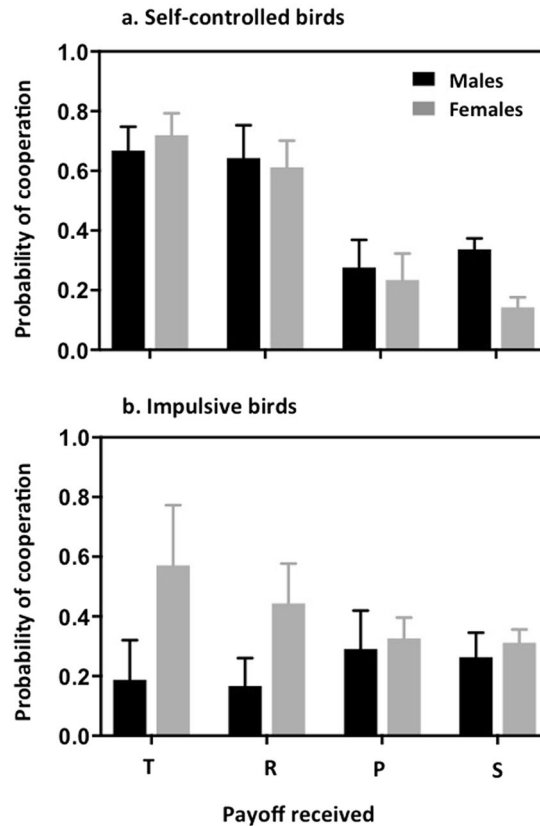 a. Self-controlled birds
Probability of cooperation
1.0
0.8
0.6
0.4
0.2
0.0
Males
Females
b. Impulsive birds
Probability of cooperation
1.0
0.8
0.6
0.4
0.2
0.0
T R P S
Payoff received